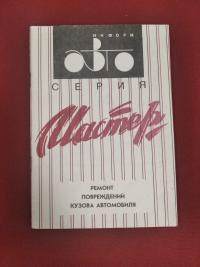 ИНФОРМ
АВТО
СЕРИЯ
Мастер
РЕМОНТ
ПОВРЕЖДЕНИЙ
КУЗОВА АВТОМОБИЛЯ